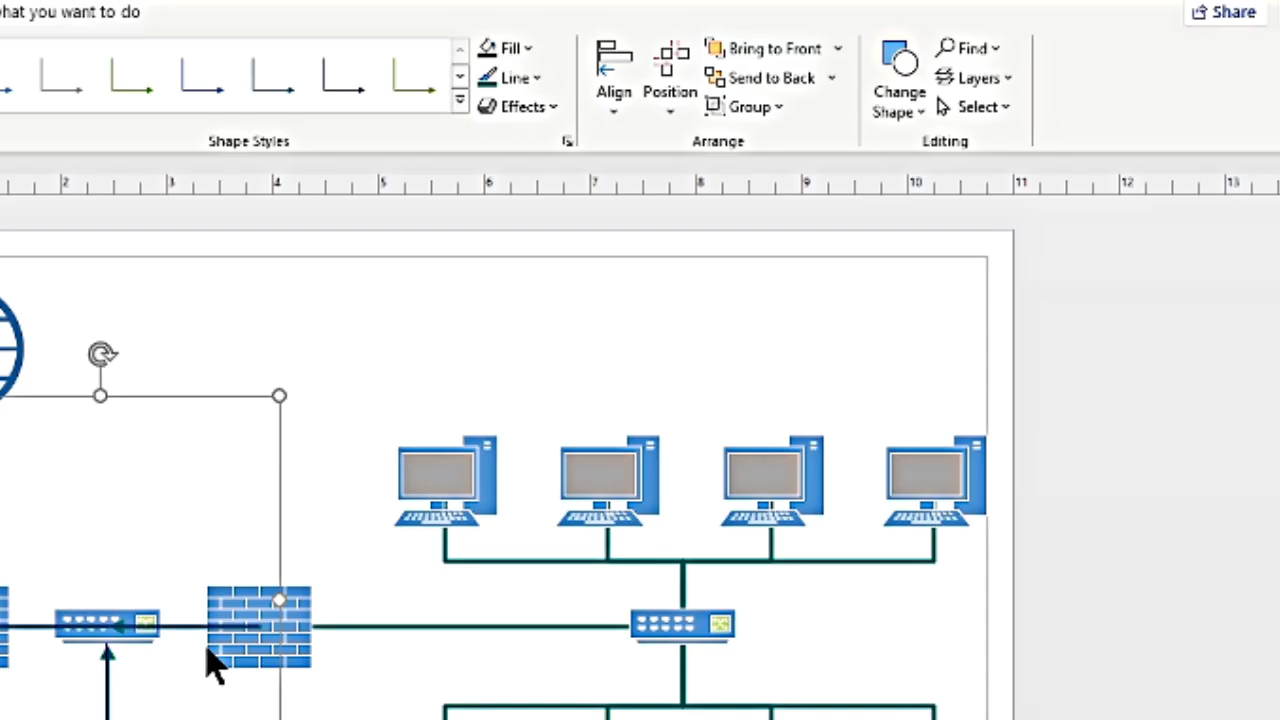 hat you want to do
Share
Fill
Line
Effects
Shape Styles
Align
Position
Bring to Front
Send to Back
Group
Arrange
Change
Shape
Find
Layers
Select
Editing
2 3 4 5 6 7 8 9 10 11 12 13